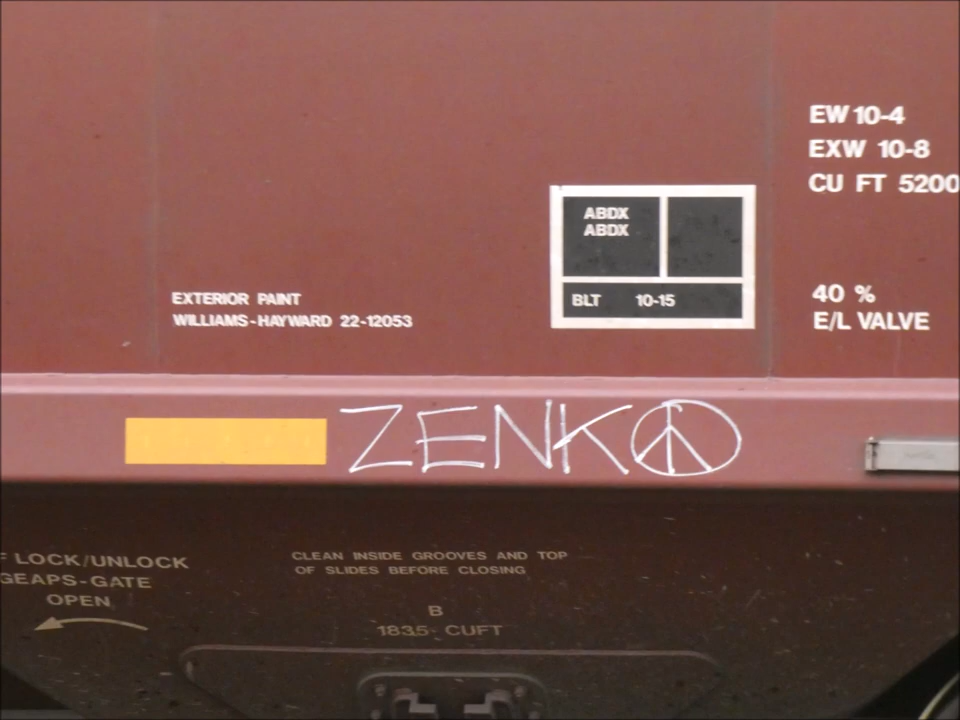 EW 10-4
EXW 10-8
CU FT 5200
ABDX
ABDX
BLT 10-15
EXTERIOR PAINT
WILLIAMS-HAYWARD 22-12053
40 %
E/L VALVE
ZENK☮
F LOCK/UNLOCK
GEAPS-GATE
OPEN
CLEAN INSIDE GROOVES AND TOP
OF SLIDES BEFORE CLOSING
B
1835 CUFT